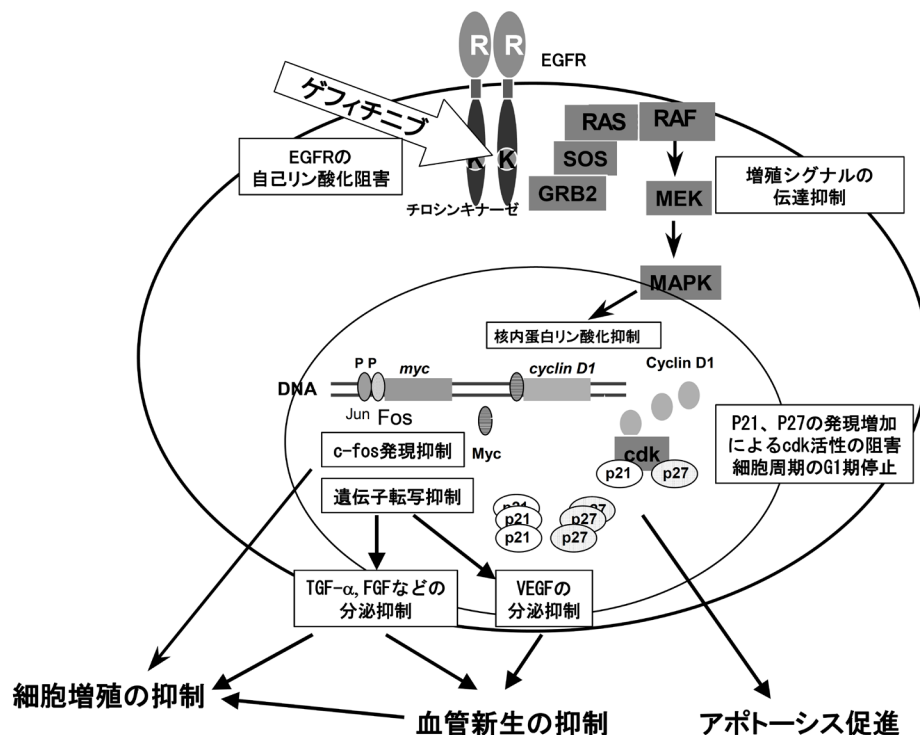 R R
EGFR
ゲフィチニブ
RAS RAF
K K
SOS
EGFRの
自己リン酸化阻害
増殖シグナルの
伝達抑制
GRB2
MEK
チロシンキナーゼ
MAPK
核内蛋白リン酸化抑制
P P
myc
cyclin D1
Cyclin D1
DNA
Jun
Fos
Myc
c-fos発現抑制
cdk
p21 p27
P21、P27の発現増加
によるcdk活性の阻害
細胞周期のG1期停止
遺伝子転写抑制
p21 p27
p21 p27
p21 p27
TGF-α, FGFなどの
分泌抑制
VEGFの
分泌抑制
細胞増殖の抑制
血管新生の抑制
アポトーシス促進